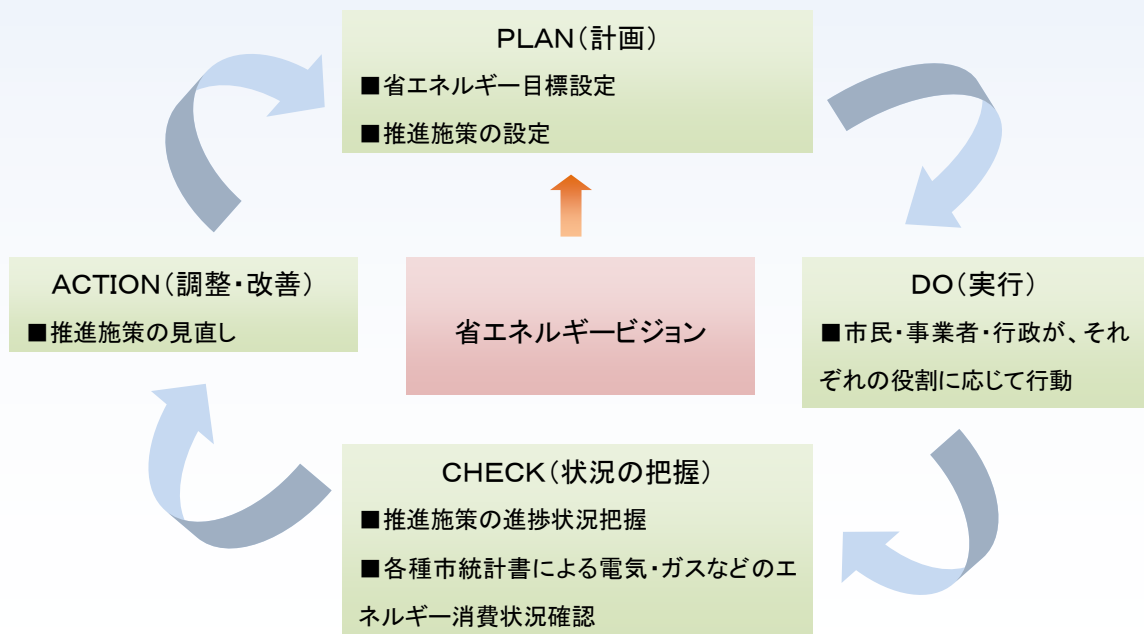 PLAN(計画)
■省エネルギー目標設定
■推進施策の設定
ACTION(調整・改善)
■推進施策の見直し
省エネルギービジョン
DO(実行)
■市民・事業者・行政が、それ
ぞれの役割に応じて行動
CHECK(状況の把握)
■推進施策の進捗状況把握
■各種市統計書による電気・ガスなどのエ
ネルギー消費状況確認